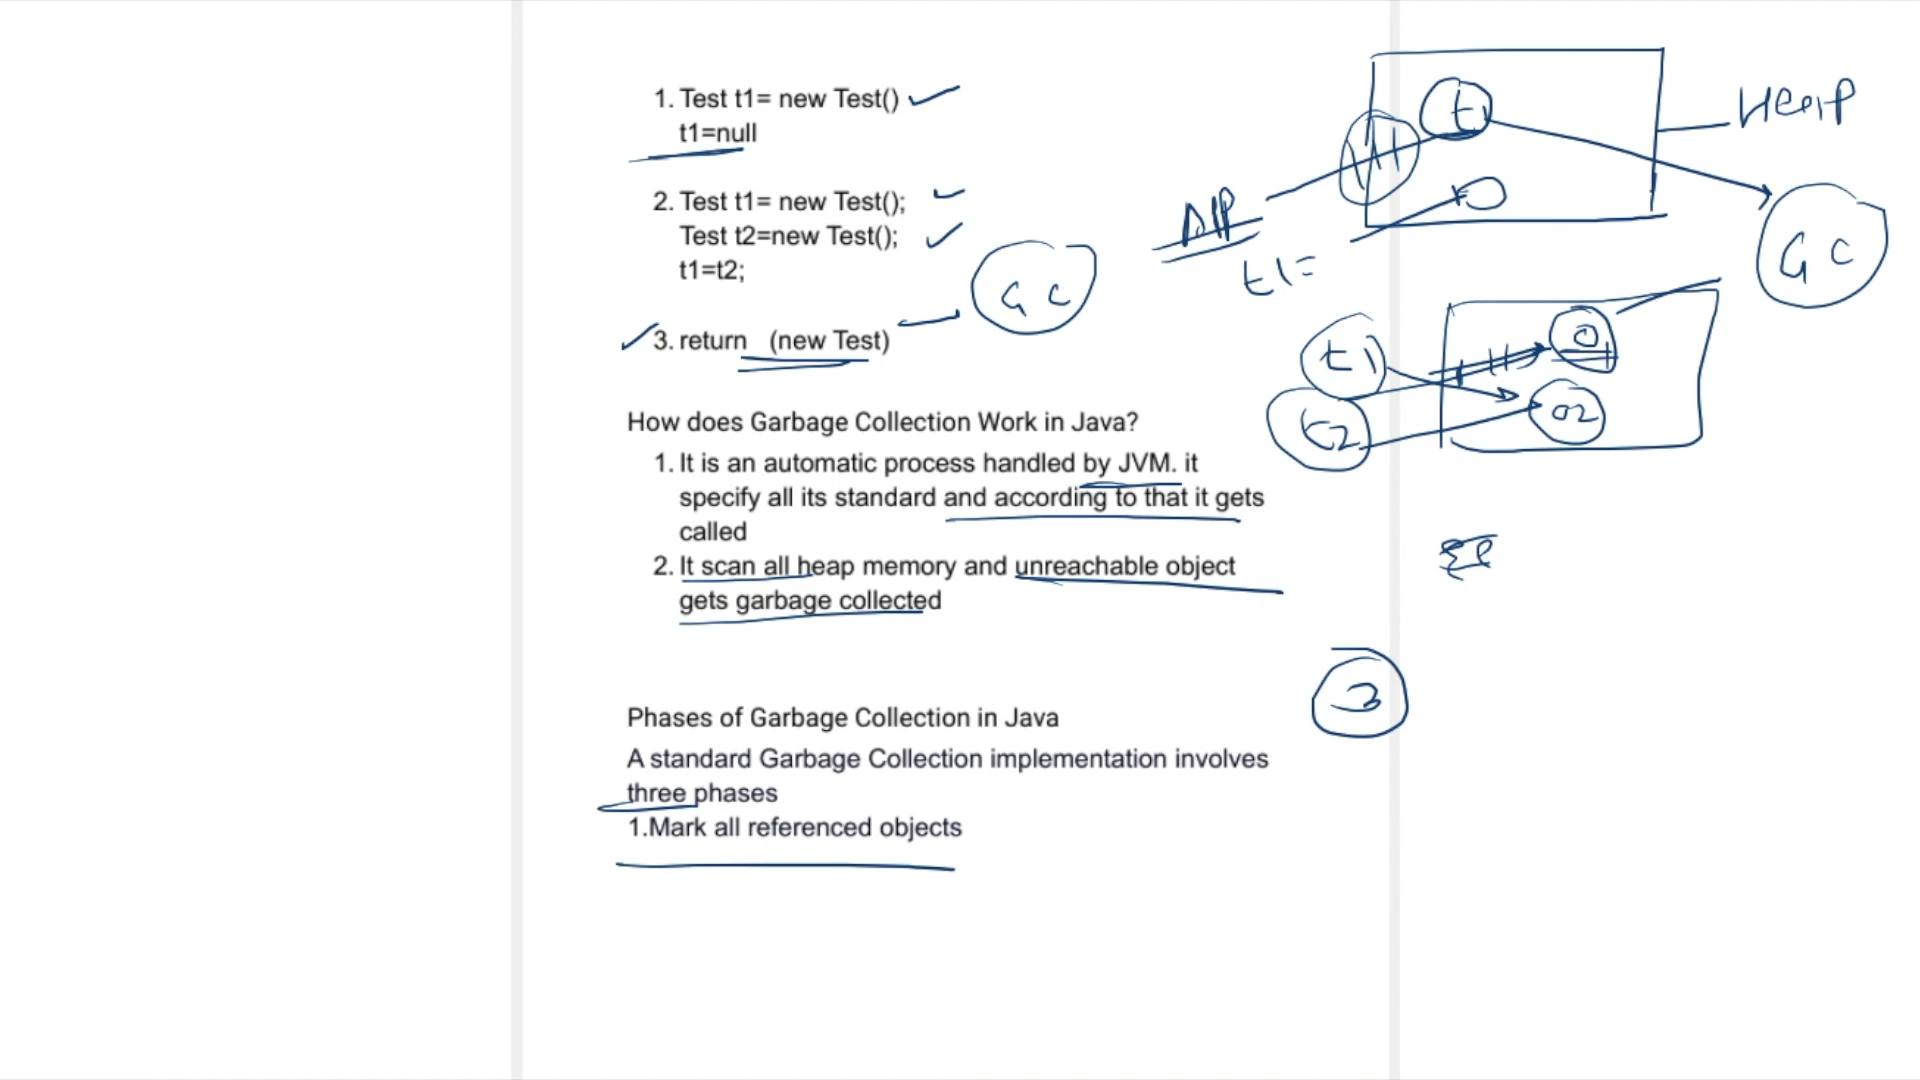 1. Test t1= new Test()
t1=null
2. Test t1= new Test();
Test t2=new Test();
t1=t2;
3. return (new Test)
How does Garbage Collection Work in Java?
1. It is an automatic process handled by JVM. it
specify all its standard and according to that it gets
called
2. It scan all heap memory and unreachable object
gets garbage collected
Phases of Garbage Collection in Java
A standard Garbage Collection implementation involves
three phases
1.Mark all referenced objects
GC
t1
Heap
GC
t1=
t1
t2
O1
O2
3